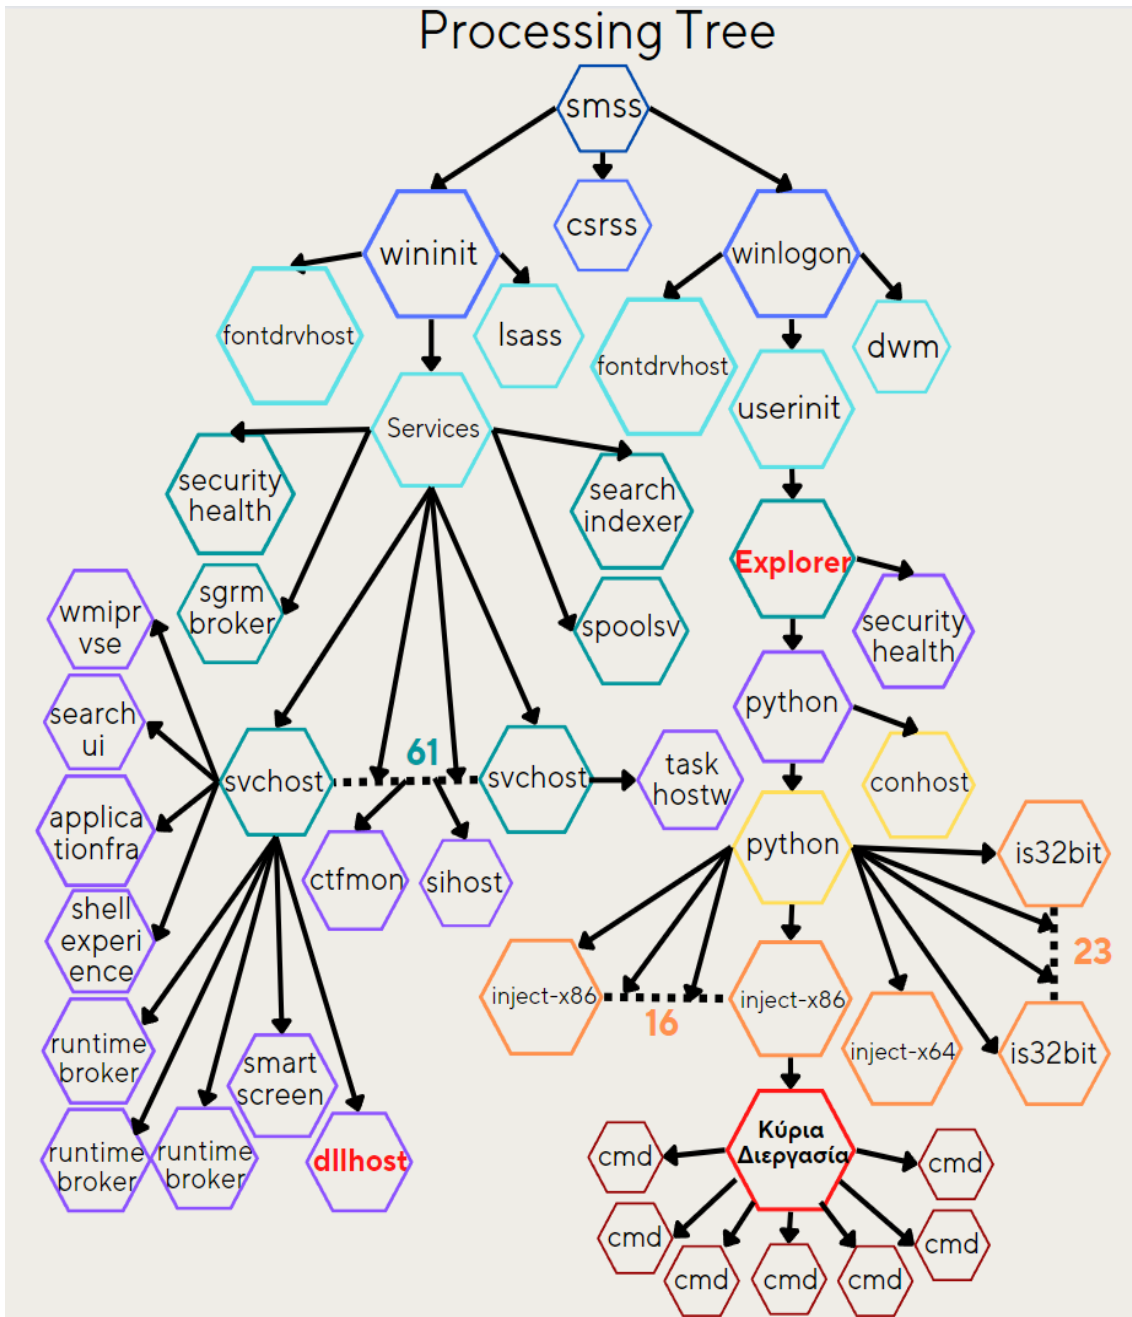 Processing Tree
smss
csrss
wininit
winlogon
fontdrvhost
lsass
fontdrvhost
dwm
userinit
Services
security
health
search
indexer
Explorer
sgrm
broker
spoolsv
security
health
wmipr
vse
search
ui
python
61
svchost
svchost
task
hostw
conhost
applica
tionfra
ctfmon
sihost
python
is32bit
shell
experi
ence
23
inject-x86
inject-x86
16
inject-x64
is32bit
runtime
broker
smart
screen
runtime
broker
runtime
broker
dllhost
Κύρια
Διεργασία
cmd
cmd
cmd
cmd
cmd
cmd
cmd